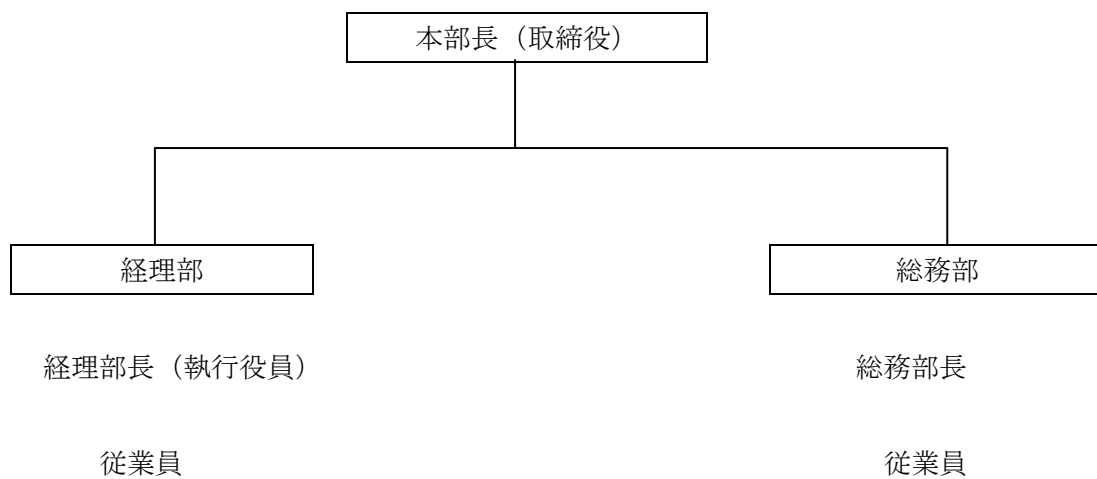 本部長（取締役）
経理部
総務部
経理部長（執行役員）
総務部長
従業員
従業員